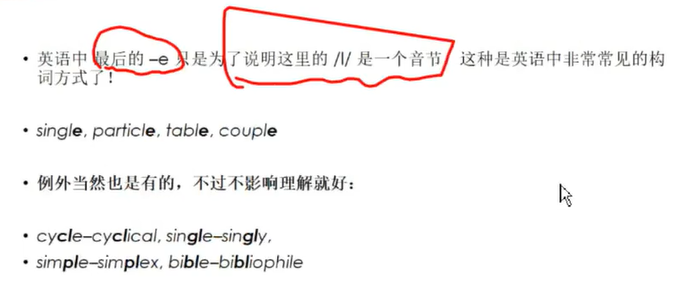 • 英语中 最后的 –e 只是为了说明这里的 /l/ 是一个音节，这种是英语中非常常见的构
词方式了！
• single, particle, table, couple
• 例外当然也是有的，不过不影响理解就好：
• cycle–cyclical, single–singly,
• simple–simplex, bible–bibliophile